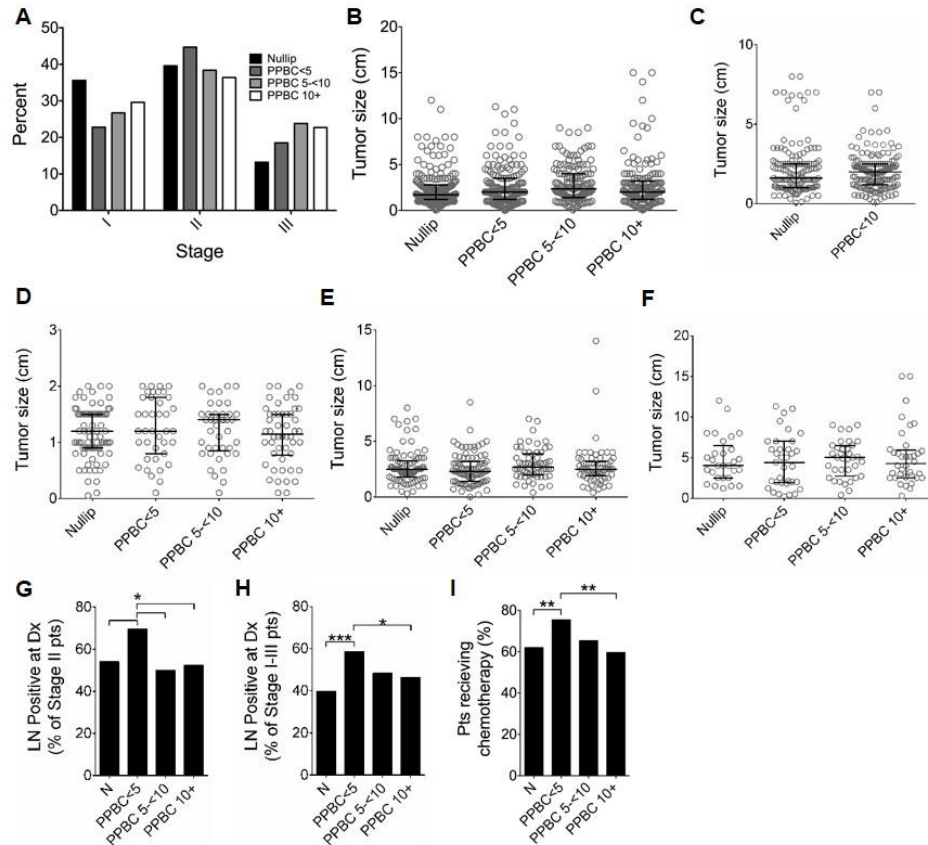 A
50
40
30
20
10
0
Percent
I
II
III
Stage
Nullip
PPBC<5
PPBC 5-<10
PPBC 10+
B
20
15
10
5
0
Tumor size (cm)
Nullip
PPBC<5
PPBC 5-<10
PPBC 10+
C
10
5
0
Tumor size (cm)
Nullip
PPBC<10
D
3
2
1
0
Tumor size (cm)
Nullip
PPBC<5
PPBC 5-<10
PPBC 10+
E
15
10
5
0
Tumor size (cm)
Nullip
PPBC<5
PPBC 5-<10
PPBC 10+
F
20
15
10
5
0
Tumor size (cm)
Nullip
PPBC<5
PPBC 5-<10
PPBC 10+
G
80
60
40
20
0
LN Positive at Dx
(% of Stage II pts)
*
N
PPBC<5
PPBC 5-<10
PPBC 10+
H
80
60
40
20
0
LN Positive at Dx
(% of Stage I-III pts)
***
*
N
PPBC<5
PPBC 5-<10
PPBC 10+
I
80
60
40
20
0
Pts recieving
chemotherapy (%)
**
**
N
PPBC<5
PPBC 5-<10
PPBC 10+